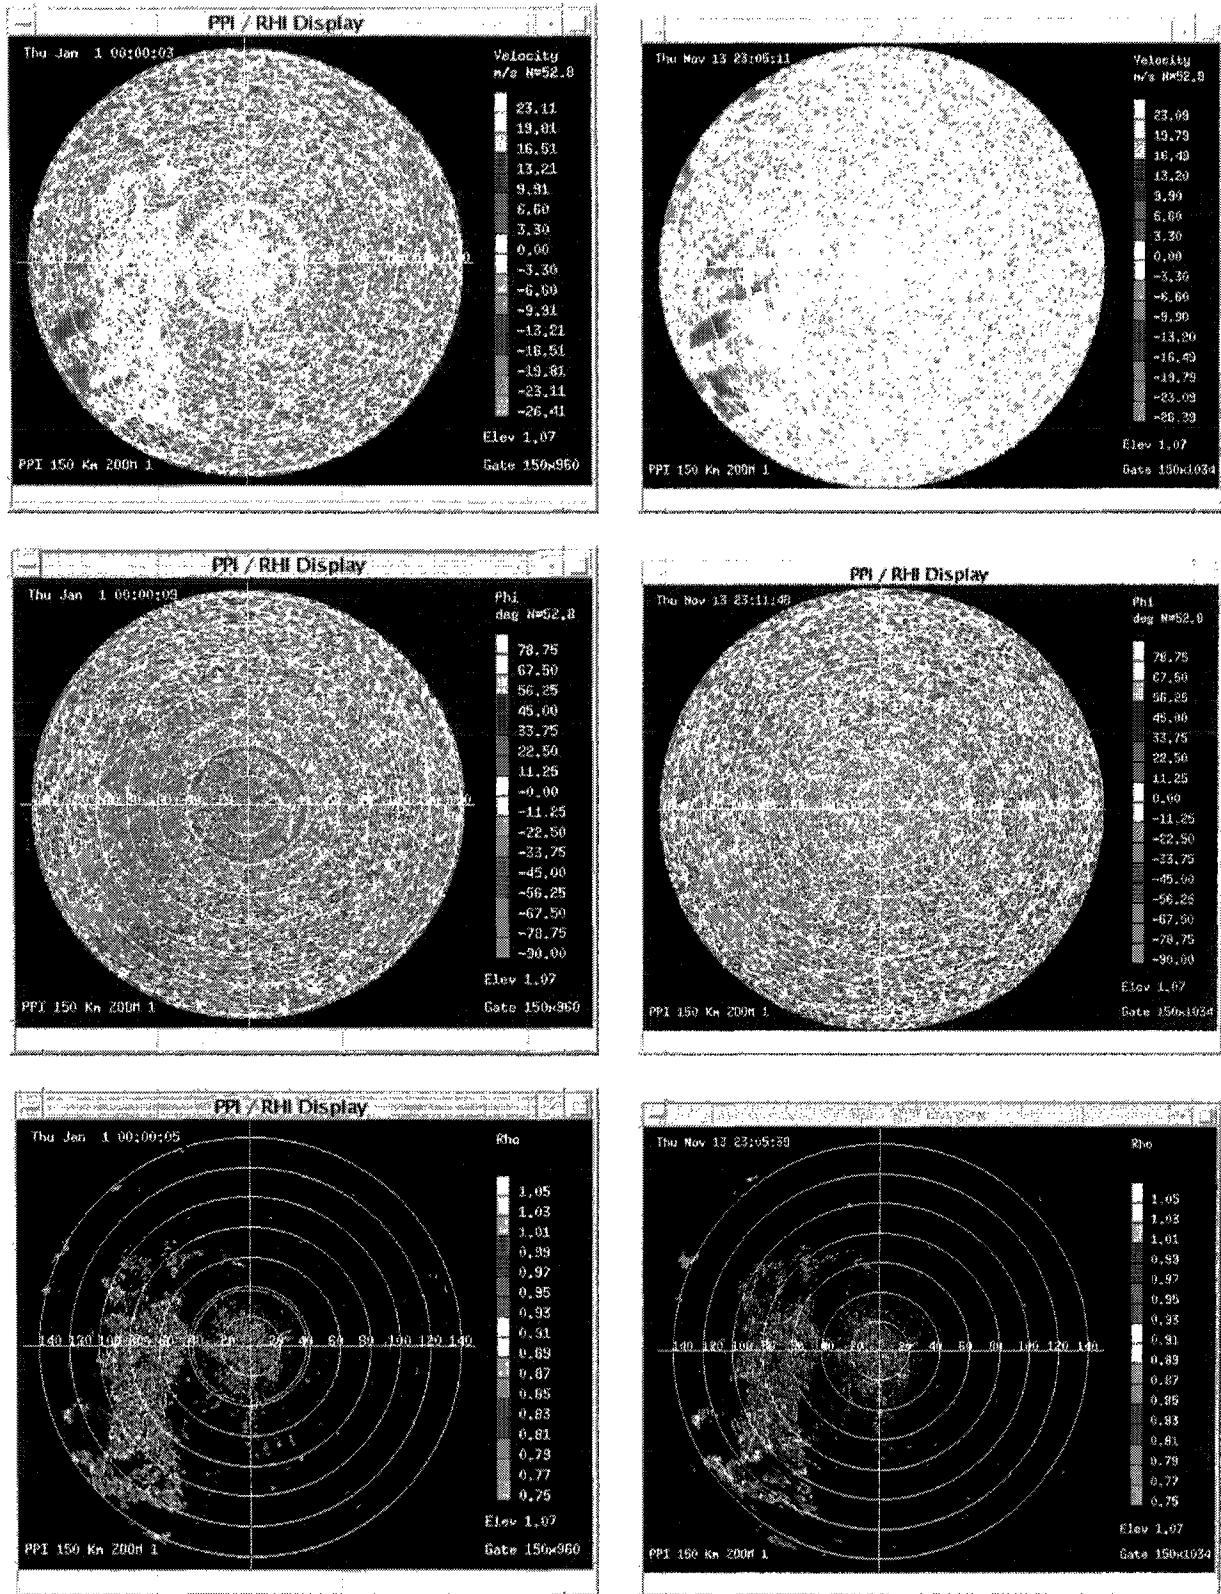 PPI / RHI Display
Thu Jan 1 00:00:03
Velocity
m/s N=52.8
23.11
19.81
16.51
13.21
9.91
6.60
3.30
0.00
-3.30
-6.60
-9.91
-13.21
-16.51
-19.81
-23.11
-26.41
Elev 1.07
PPI 150 Km ZOOM 1
Gate 150x960
Thu Nov 13 23:05:11
Velocity
m/s N=52.8
23.09
19.79
16.49
13.20
9.90
6.60
3.30
0.00
-3.30
-6.60
-9.90
-13.20
-16.49
-19.79
-23.09
-26.39
Elev 1.07
PPI 150 Km ZOOM 1
Gate 150x1034
PPI / RHI Display
Thu Jan 1 00:00:09
Phi
deg N=52.8
78.75
67.50
56.25
45.00
33.75
22.50
11.25
-0.00
-11.25
-22.50
-33.75
-45.00
-56.25
-67.50
-78.75
-90.00
Elev 1.07
PPI 150 Km ZOOM 1
Gate 150x960
PPI / RHI Display
Thu Nov 13 23:11:48
Phi
deg N=52.8
78.75
67.50
56.25
45.00
33.75
22.50
11.25
0.00
-11.25
-22.50
-33.75
-45.00
-56.25
-67.50
-78.75
-90.00
Elev 1.07
PPI 150 Km ZOOM 1
Gate 150x1034
PPI / RHI Display
Thu Jan 1 00:00:05
Rho
1.05
1.03
1.01
0.99
0.97
0.95
0.93
0.91
0.89
0.87
0.85
0.83
0.81
0.79
0.77
0.75
140 120 100 20 20 40 60 80 100 120 140
Elev 1.07
PPI 150 Km ZOOM 1
Gate 150x960
Thu Nov 13 23:05:39
Rho
1.05
1.03
1.01
0.99
0.97
0.95
0.93
0.91
0.89
0.87
0.85
0.83
0.81
0.79
0.77
0.75
140 120 100 20 20 40 60 80 100 120 140
Elev 1.07
PPI 150 Km ZOOM 1
Gate 150x1034